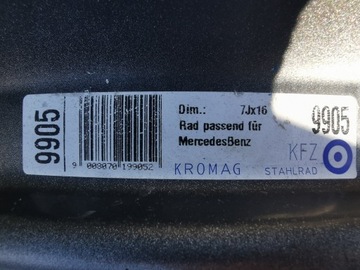 9905
9 003070 199052
Dim.: 7Jx16
Rad passend für
MercedesBenz
9905
KROMAG
KFZ
STAHLRAD